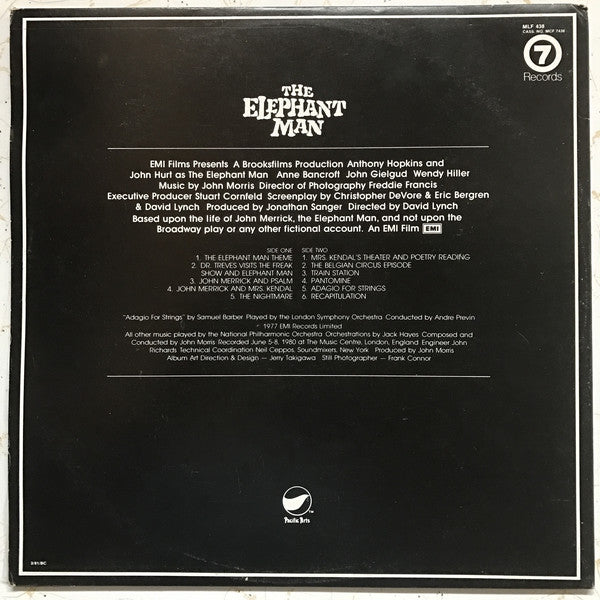 MLF 438
CASS. NO. MCF 7438
7
Records
THE
ELEPHANT
MAN
EMI Films Presents A Brooksfilms Production Anthony Hopkins and
John Hurt as The Elephant Man Anne Bancroft John Gielgud Wendy Hiller
Music by John Morris Director of Photography Freddie Francis
Executive Producer Stuart Cornfeld Screenplay by Christopher DeVore & Eric Bergren
& David Lynch Produced by Jonathan Sanger Directed by David Lynch
Based upon the life of John Merrick, the Elephant Man, and not upon the
Broadway play or any other fictional account. An EMI Film EMI
SIDE ONE
1. THE ELEPHANT MAN THEME
2. DR. TREVES VISITS THE FREAK
SHOW AND ELEPHANT MAN
3. JOHN MERRICK AND PSALM
4. JOHN MERRICK AND MRS. KENDAL
5. THE NIGHTMARE
SIDE TWO
1. MRS. KENDAL'S THEATER AND POETRY READING
2. THE BELGIAN CIRCUS EPISODE
3. TRAIN STATION
4. PANTOMINE
5. ADAGIO FOR STRINGS
6. RECAPITULATION
"Adagio For Strings" by Samuel Barber Played by the London Symphony Orchestra Conducted by Andre Previn
℗ 1977 EMI Records Limited
All other music played by the National Philharmonic Orchestra Orchestrations by Jack Hayes Composed and
Conducted by John Morris Recorded June 5-8, 1980 at The Music Centre, London, England Engineer John
Richards Technical Coordination Neil Ceppos, Soundmixers, New York Produced by John Morris
Album Art Direction & Design – Jerry Takigawa Still Photographer – Frank Connor
Pacific Arts
TM
2/81/BC